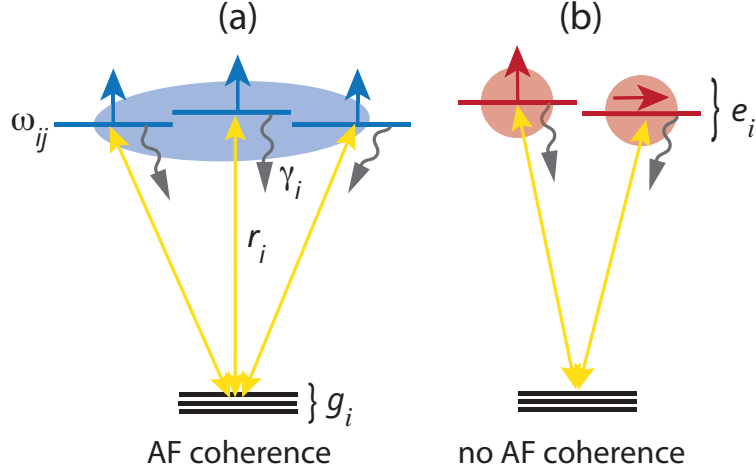 (a)
(b)
ω_ij
e_i
γ_i
r_i
} g_i
AF coherence
no AF coherence